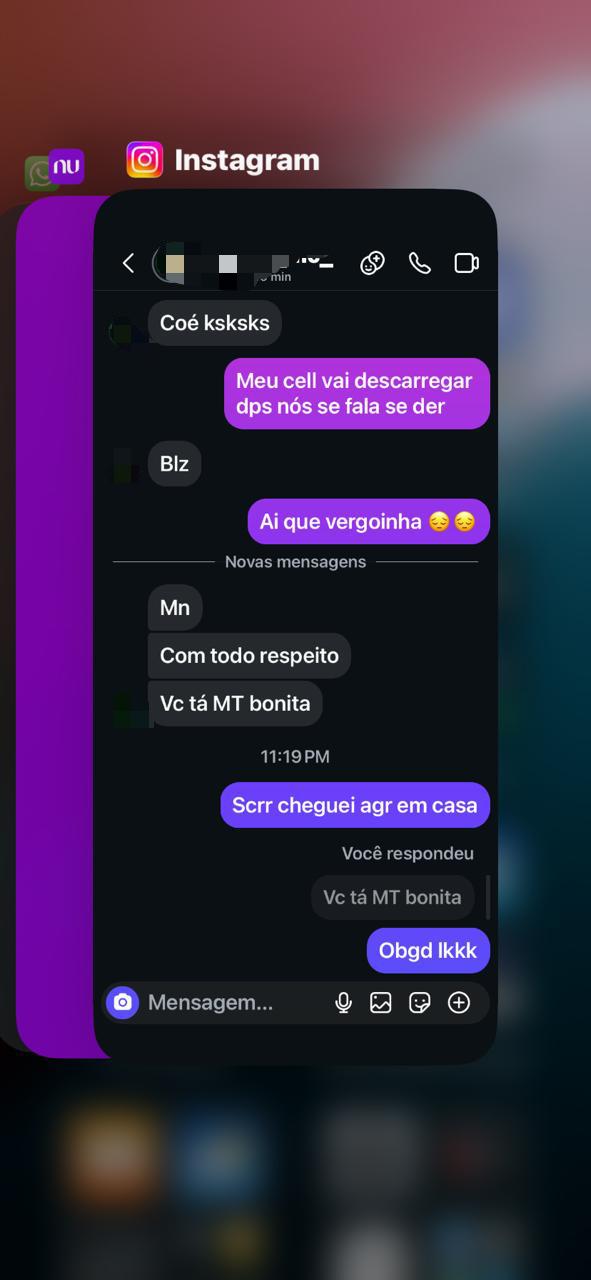 nu
Instagram
min
Coé ksksks
Meu cell vai descarregar
dps nós se fala se der
Blz
Ai que vergoinha 😔😔
Novas mensagens
Mn
Com todo respeito
Vc tá MT bonita
11:19 PM
Scrr cheguei agr em casa
Você respondeu
Vc tá MT bonita
Obgd lkkk
Mensagem...